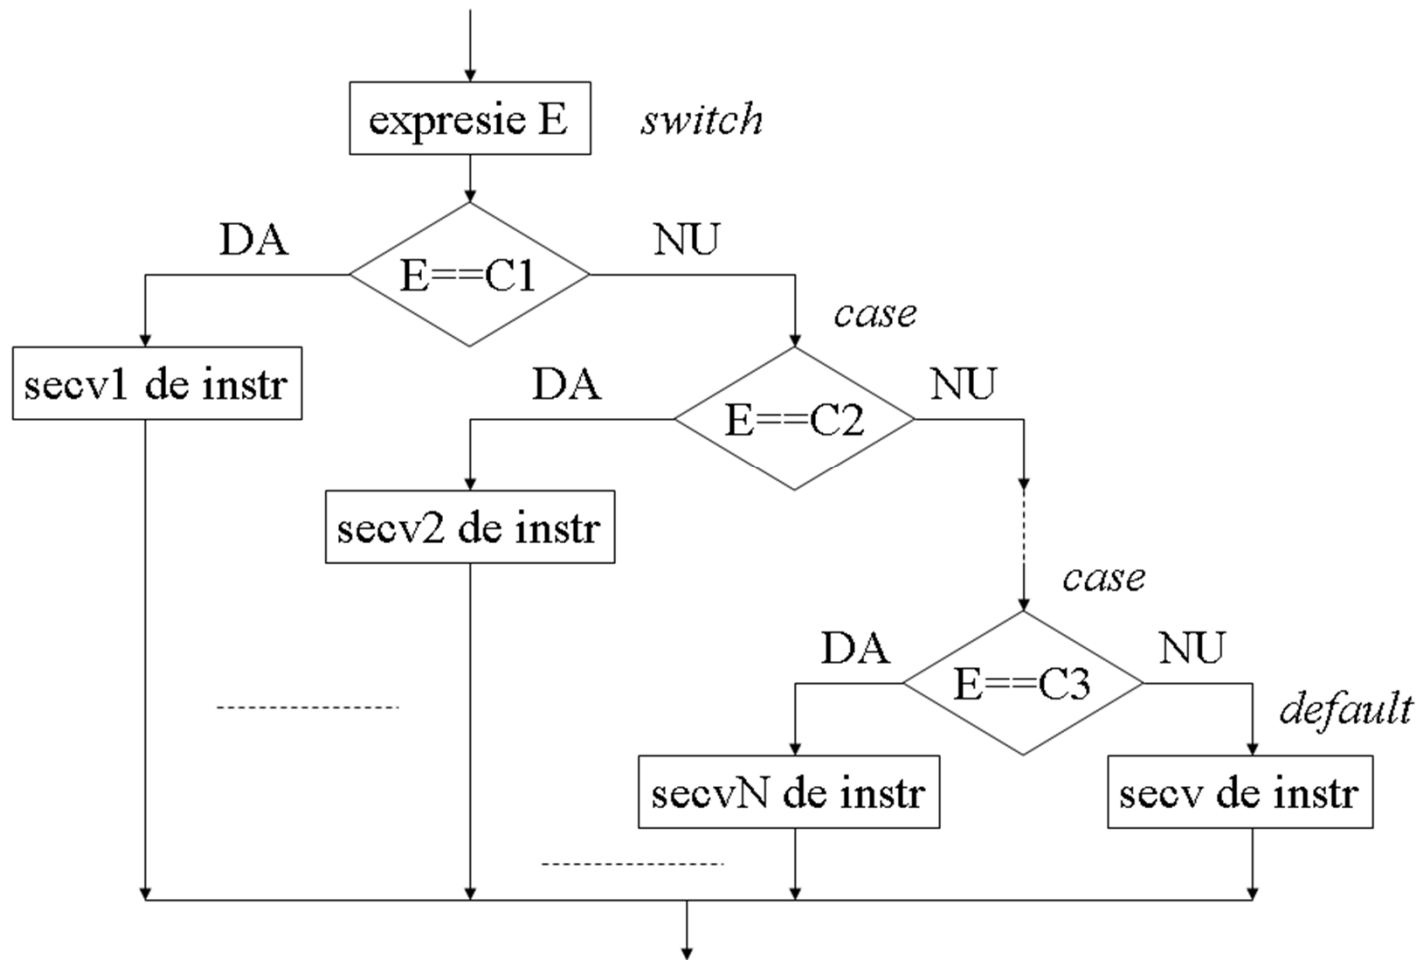 expresie E
switch
DA
NU
E==C1
case
secv1 de instr
DA
NU
E==C2
secv2 de instr
case
DA
NU
E==C3
default
secvN de instr
secv de instr